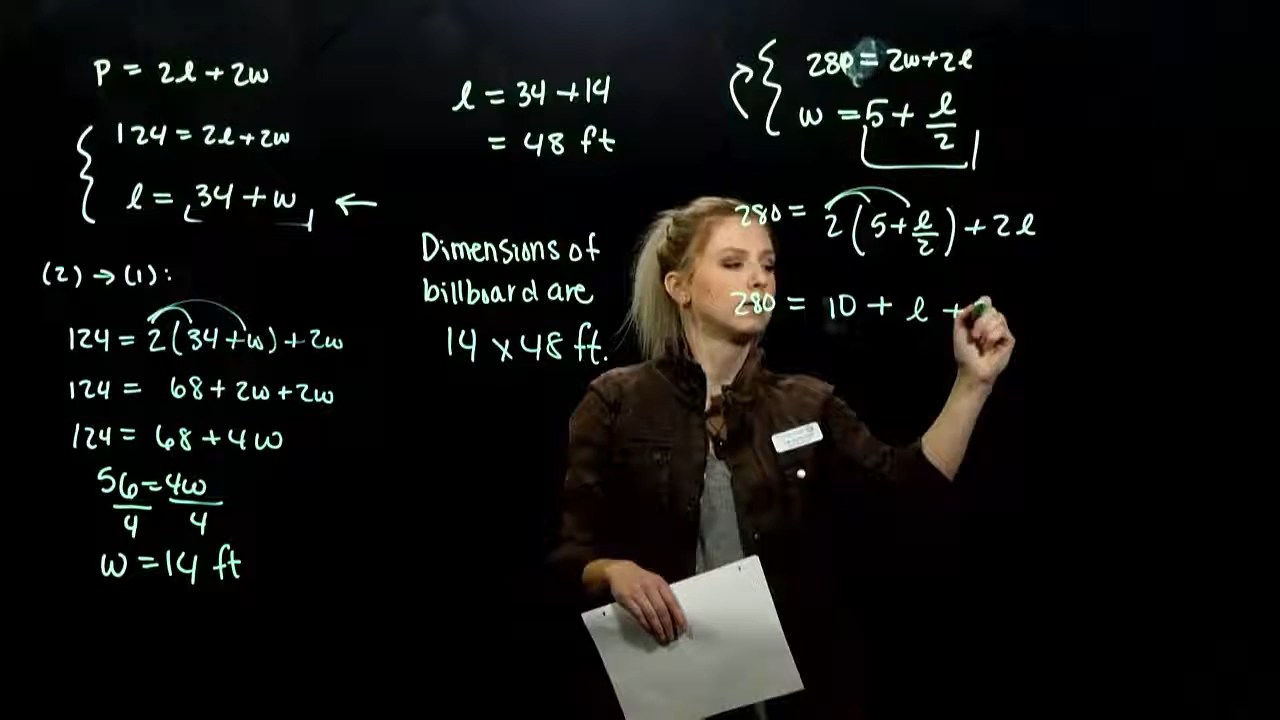 P = 2l + 2w
124 = 2l + 2w
l = 34 + w ←
(2) → (1):
124 = 2(34 + w) + 2w
124 = 68 + 2w + 2w
124 = 68 + 4w
56 = 4w
4 4
w = 14 ft
l = 34 + 14
= 48 ft
Dimensions of
billboard are
14 x 48 ft.
280 = 2w + 2l
w = 5 + l/2
280 = 2(5 + l/2) + 2l
280 = 10 + l +